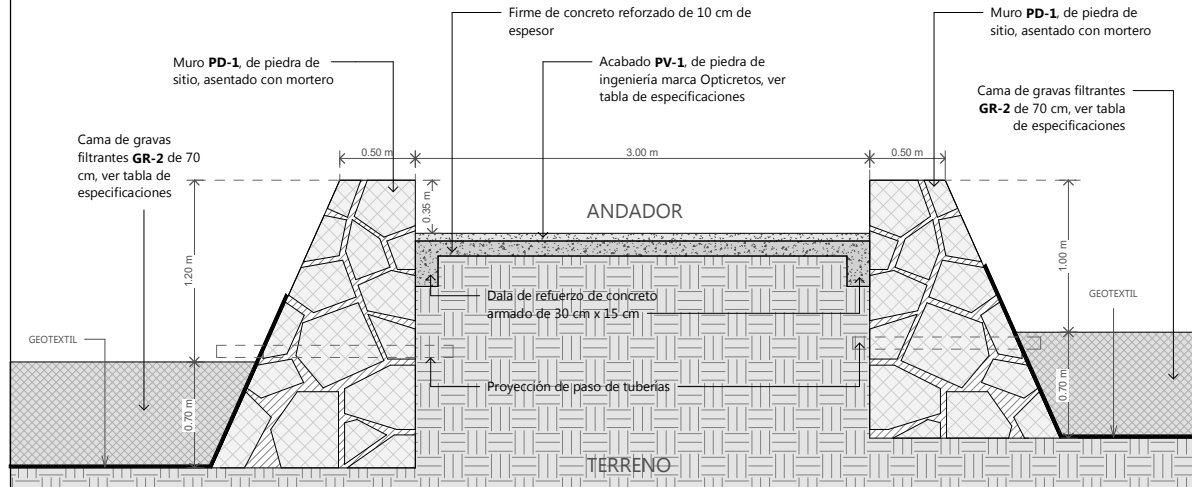 Firme de concreto reforzado de 10 cm de
espesor
Muro PD-1, de piedra de
sitio, asentado con mortero
Muro PD-1, de piedra de
sitio, asentado con mortero
Acabado PV-1, de piedra de
ingeniería marca Opticretos, ver
tabla de especificaciones
Cama de gravas filtrantes
GR-2 de 70 cm, ver tabla
de especificaciones
Cama de gravas
filtrantes GR-2 de 70
cm, ver tabla de
especificaciones
0.50 m
3.00 m
0.50 m
0.35 m
ANDADOR
1.20 m
1.00 m
Dala de refuerzo de concreto
armado de 30 cm x 15 cm
GEOTEXTIL
GEOTEXTIL
Proyección de paso de tuberías
0.70 m
0.70 m
TERRENO